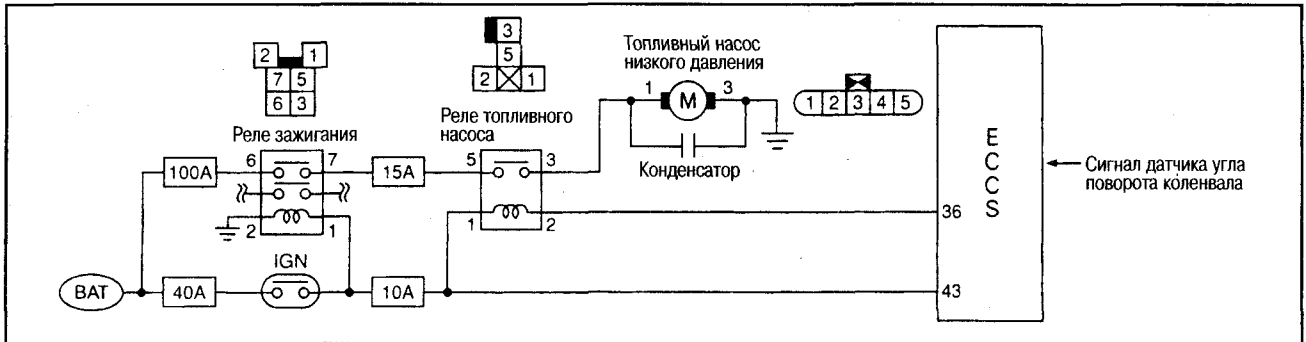 3
5
2 1
2 1
7 5
6 3
Реле зажигания
Реле топливного
насоса
Топливный насос
низкого давления
1 M 3
Конденсатор
1 2 3 4 5
100A
6 7
15A
5 3
2 1
1 2
IGN
BAT
40A
10A
36
43
E
C
C
S
Сигнал датчика угла
поворота коленвала